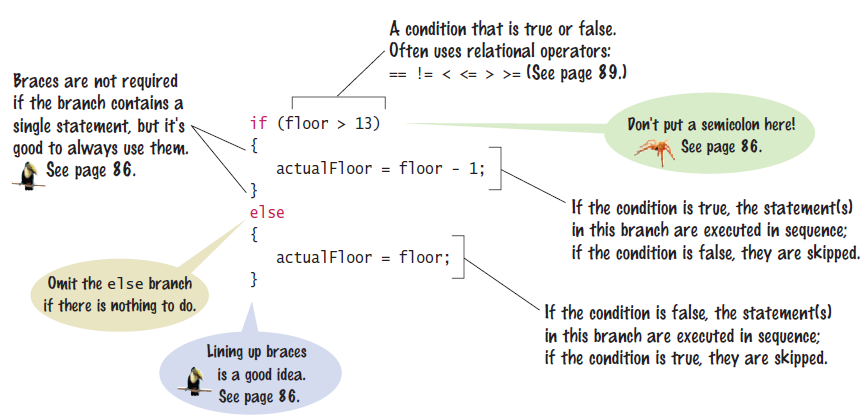 A condition that is true or false.
Often uses relational operators:
== != < <= > >= (See page 89.)
Braces are not required
if the branch contains a
single statement, but it's
good to always use them.
See page 86.
if (floor > 13)
{
actualFloor = floor - 1;
}
else
{
actualFloor = floor;
}
Don't put a semicolon here!
See page 86.
If the condition is true, the statement(s)
in this branch are executed in sequence;
if the condition is false, they are skipped.
Omit the else branch
if there is nothing to do.
If the condition is false, the statement(s)
in this branch are executed in sequence;
if the condition is true, they are skipped.
Lining up braces
is a good idea.
See page 86.